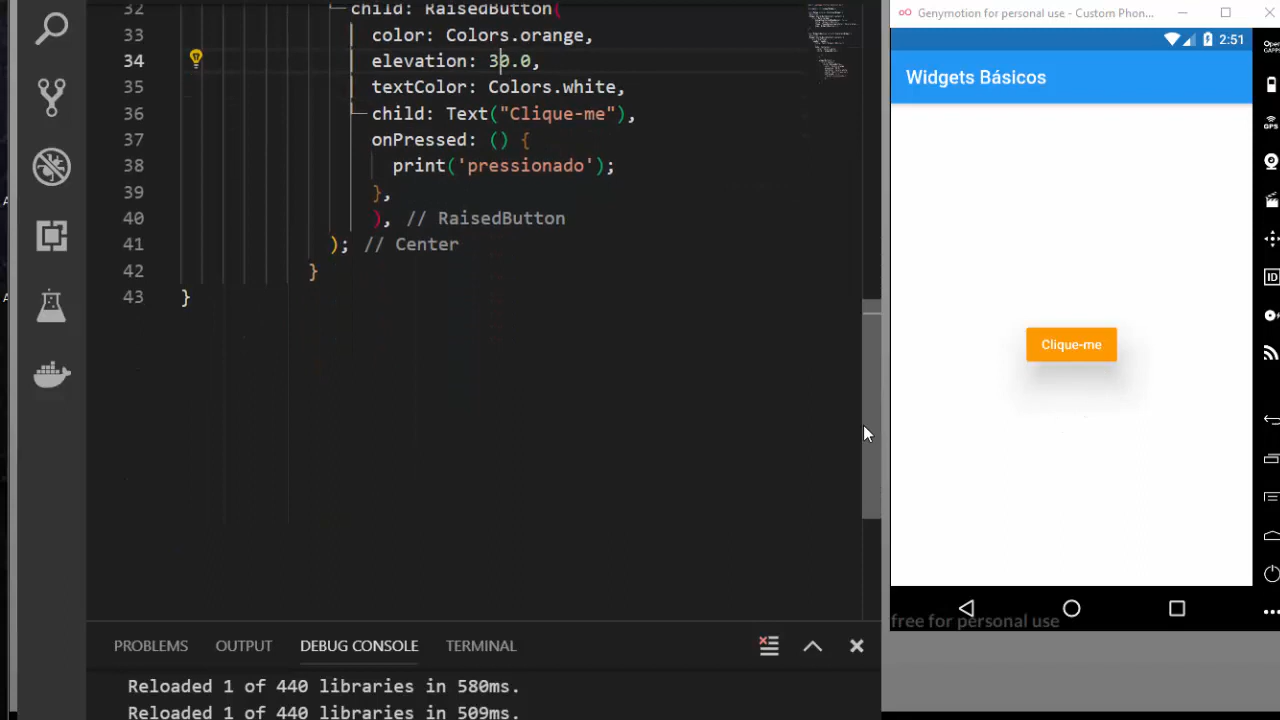 32 child: RaisedButton(
color: Colors.orange,
34 elevation: 30.0,
35 textColor: Colors.white,
36 child: Text("Clique-me"),
37 onPressed: () {
38 print('pressionado');
39 },
40 ), // RaisedButton
41 ); // Center
42 }
43 }
PROBLEMS OUTPUT DEBUG CONSOLE TERMINAL
Reloaded 1 of 440 libraries in 580ms.
Reloaded 1 of 440 libraries in 509ms.
Genymotion for personal use - Custom Phon...
2:51
Widgets Básicos
Clique-me
free for personal use
GPS
ID